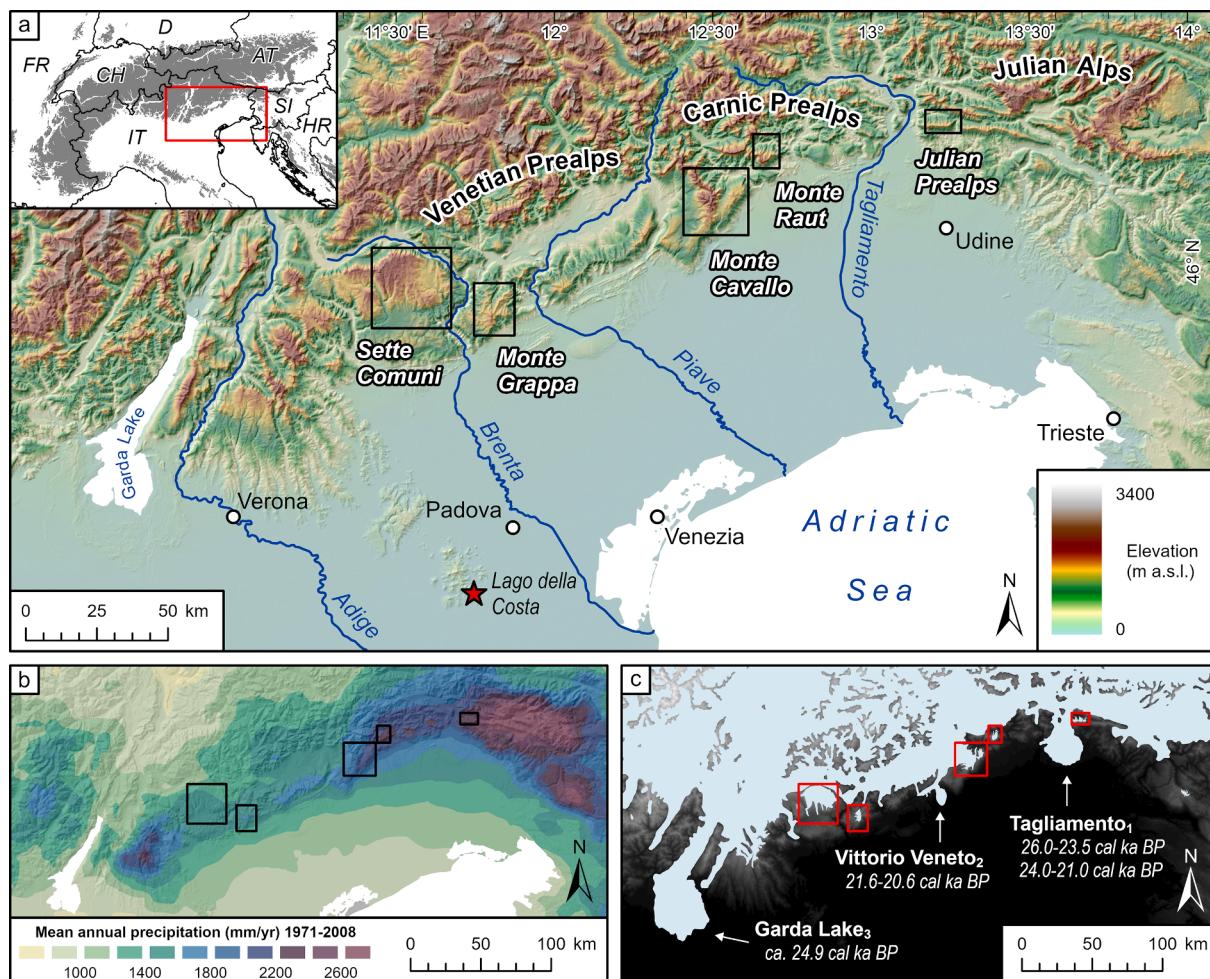 a
D
FR
CH
AT
SI
HR
IT
11°30' E
12°30'
13°
13°30'
14°
46° N
Julian Alps
Carnic Prealps
Venetian Prealps
Julian
Prealps
Monte
Raut
Monte
Cavallo
Tagliamento
Udine
Sette
Comuni
Monte
Grappa
Piave
Garda Lake
Brenta
Trieste
Verona
Padova
Venezia
Adriatic
Sea
Lago della
Costa
Adige
0 25 50 km
N
3400
Elevation
(m a.s.l.)
0
b
N
Mean annual precipitation (mm/yr) 1971-2008
1000 1400 1800 2200 2600
0 50 100 km
c
Tagliamento1
26.0-23.5 cal ka BP
24.0-21.0 cal ka BP
Vittorio Veneto2
21.6-20.6 cal ka BP
Garda Lake3
ca. 24.9 cal ka BP
N
0 50 100 km